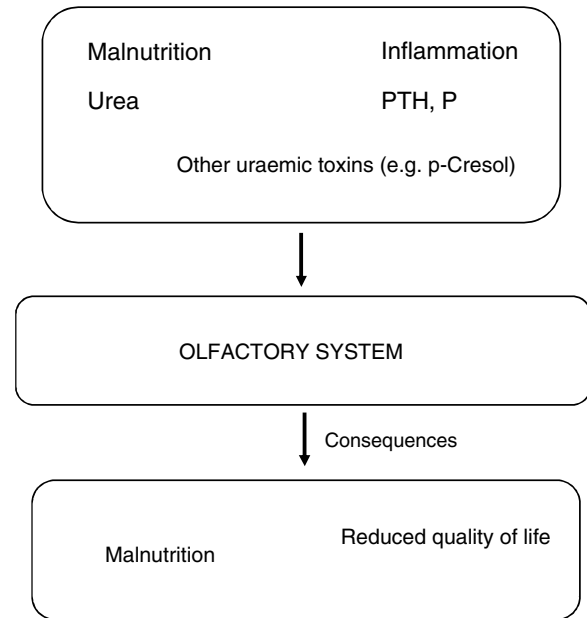 Malnutrition Inflammation
Urea PTH, P
Other uraemic toxins (e.g. p-Cresol)
OLFACTORY SYSTEM
Consequences
Reduced quality of life
Malnutrition